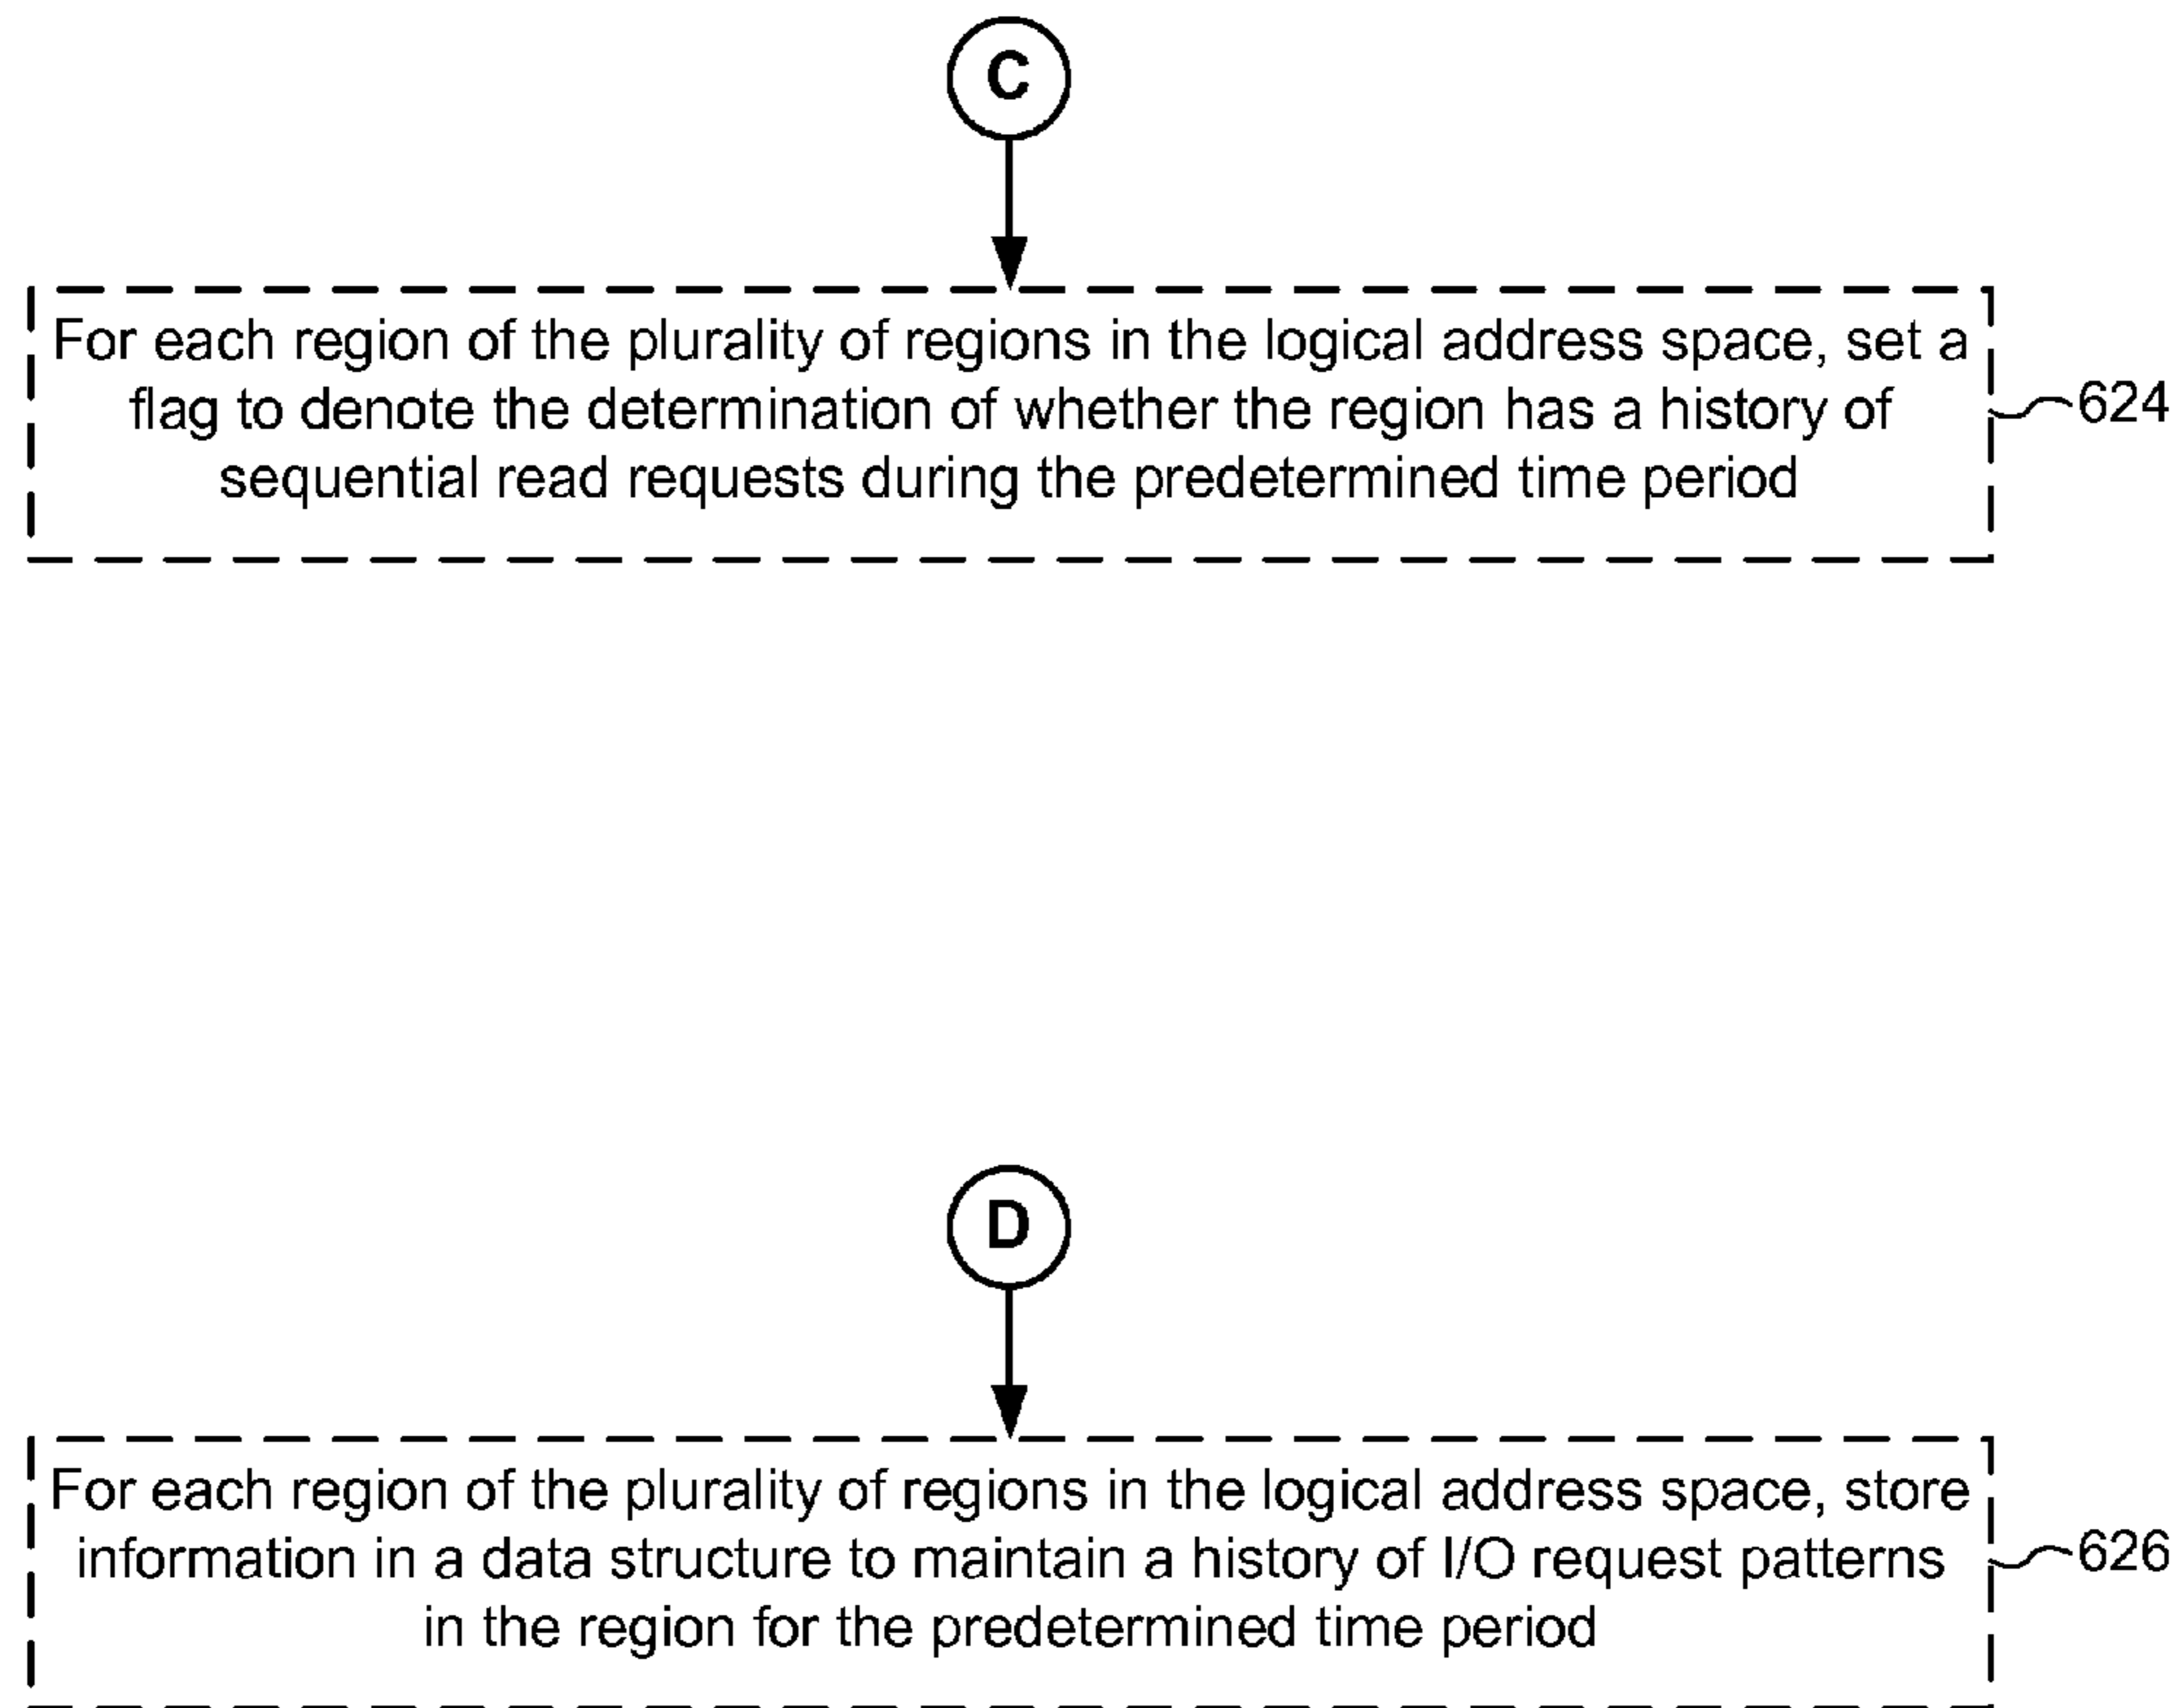 C
For each region of the plurality of regions in the logical address space, set a
flag to denote the determination of whether the region has a history of
sequential read requests during the predetermined time period
624
D
For each region of the plurality of regions in the logical address space, store
information in a data structure to maintain a history of I/O request patterns
in the region for the predetermined time period
626